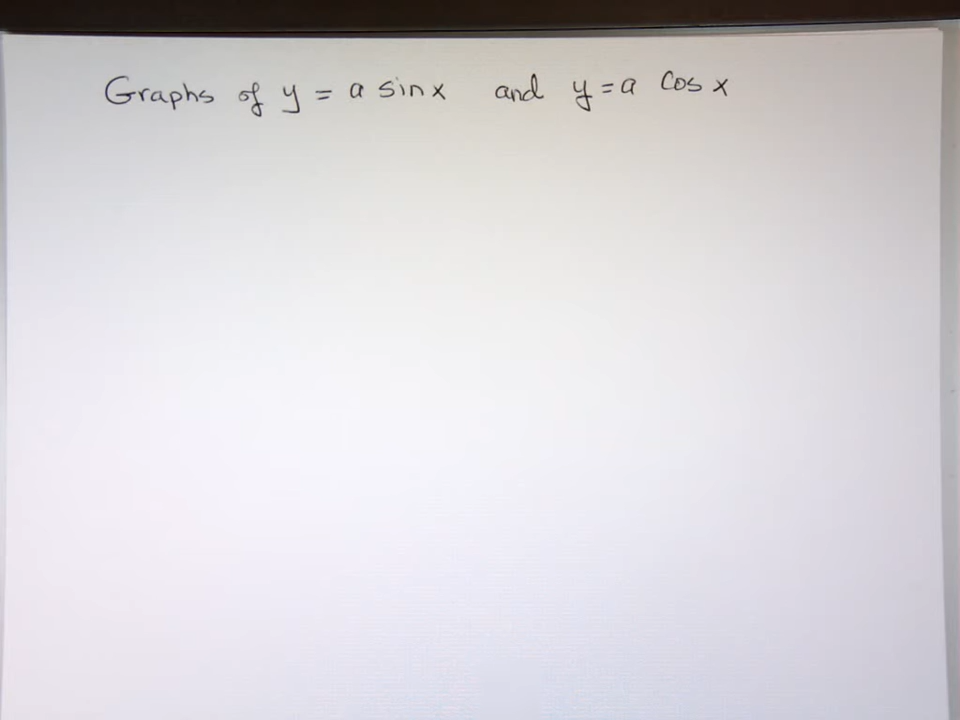 Graphs of y = a sin x and y = a cos x